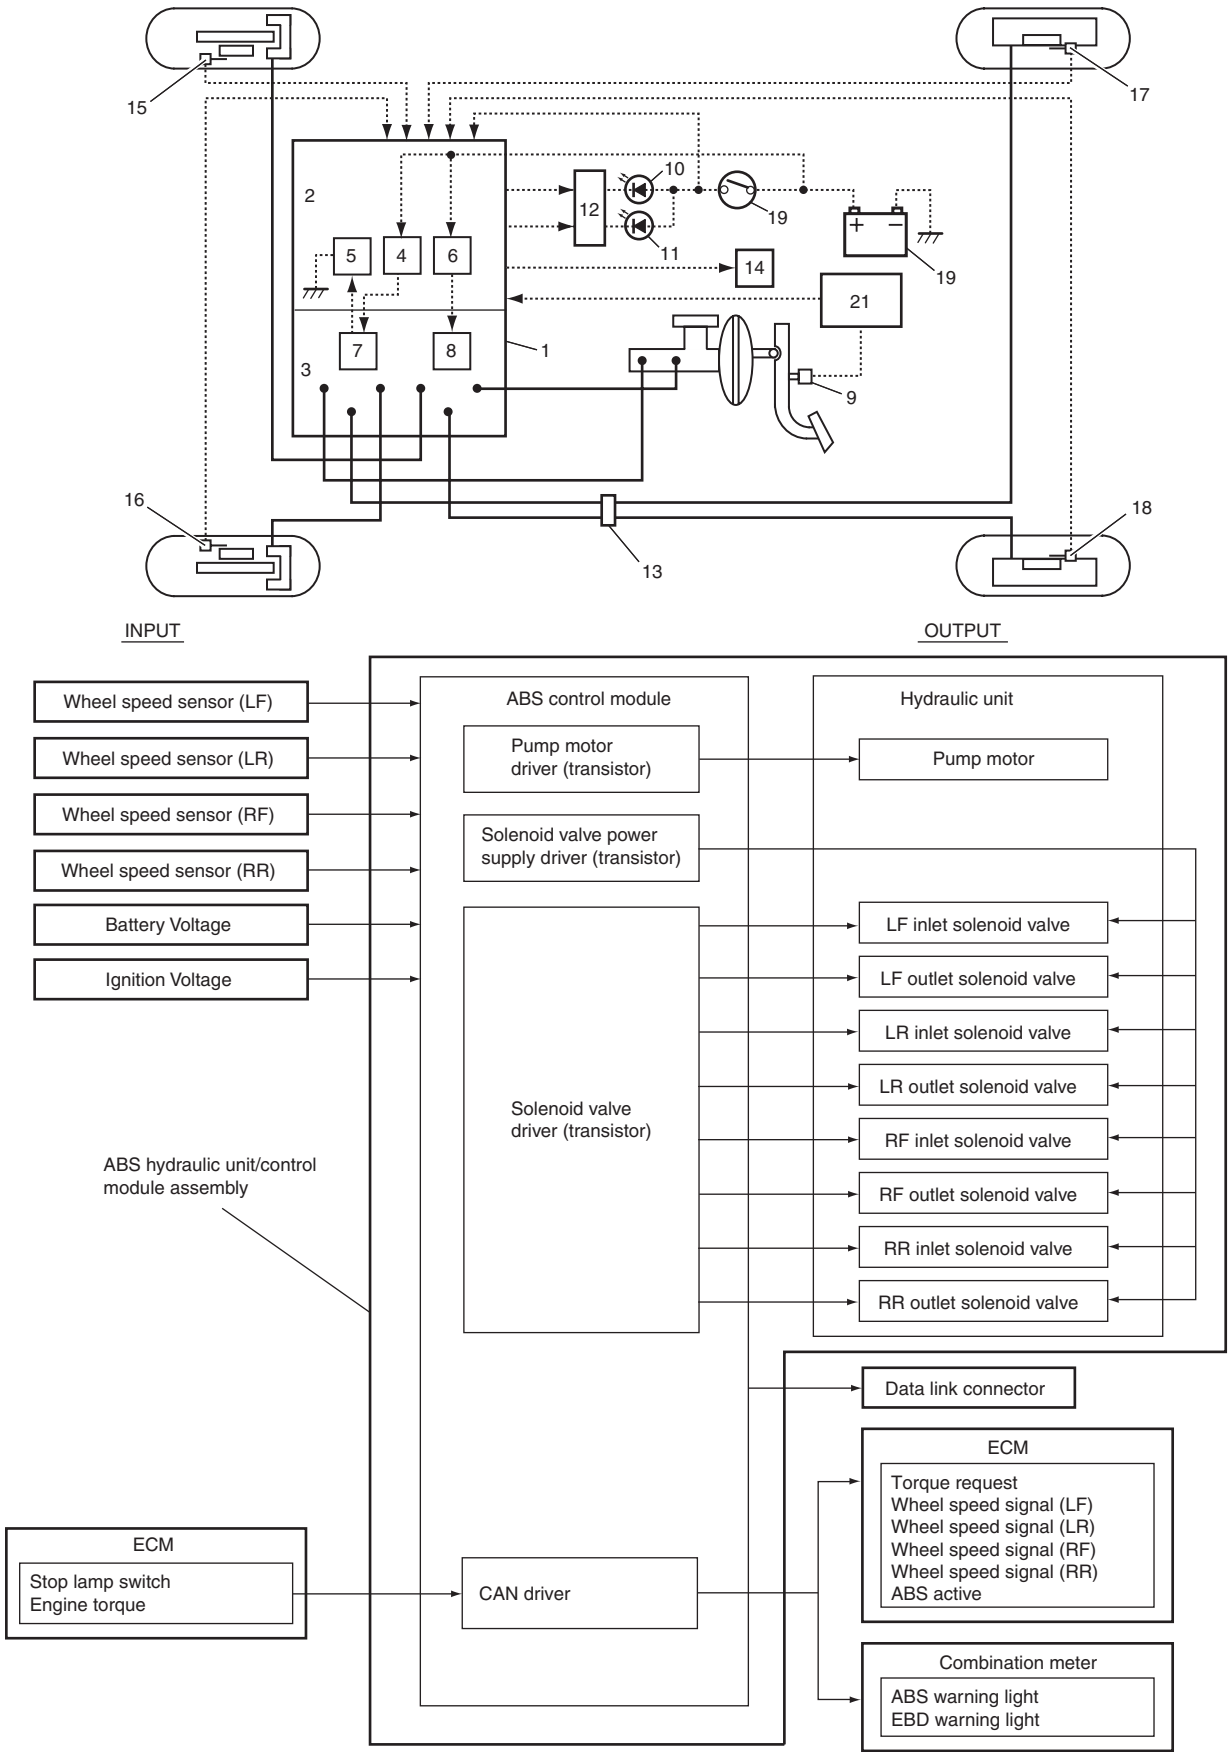 15
17
2
10
12
19
11
5
4
6
14
+ −
19
21
7
8
1
3
9
16
18
13
INPUT
OUTPUT
Wheel speed sensor (LF)
Wheel speed sensor (LR)
Wheel speed sensor (RF)
Wheel speed sensor (RR)
Battery Voltage
Ignition Voltage
ABS control module
Pump motor
driver (transistor)
Solenoid valve power
supply driver (transistor)
Solenoid valve
driver (transistor)
Hydraulic unit
Pump motor
LF inlet solenoid valve
LF outlet solenoid valve
LR inlet solenoid valve
LR outlet solenoid valve
RF inlet solenoid valve
RF outlet solenoid valve
RR inlet solenoid valve
RR outlet solenoid valve
ABS hydraulic unit/control
module assembly
Data link connector
ECM
Torque request
Wheel speed signal (LF)
Wheel speed signal (LR)
Wheel speed signal (RF)
Wheel speed signal (RR)
ABS active
ECM
Stop lamp switch
Engine torque
CAN driver
Combination meter
ABS warning light
EBD warning light